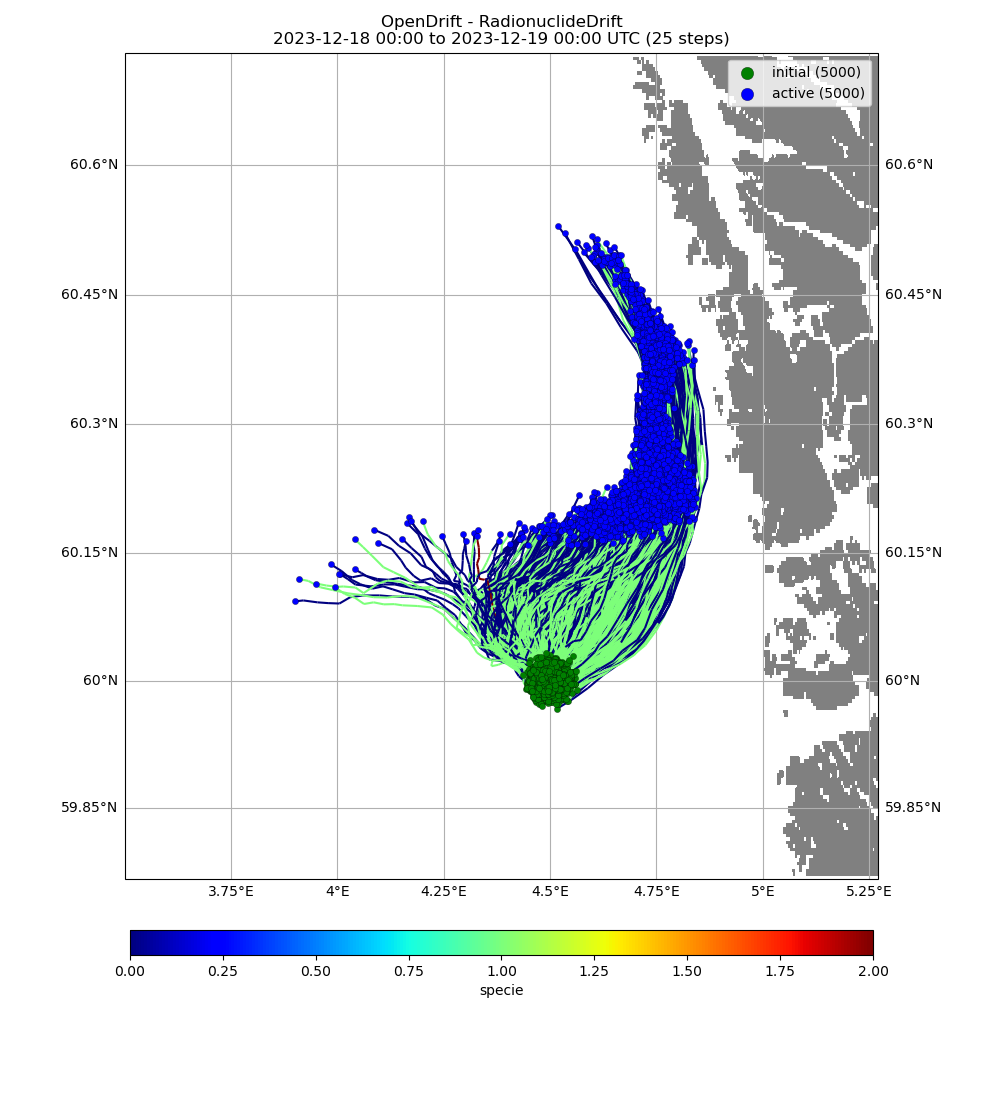 OpenDrift - RadionuclideDrift
2023-12-18 00:00 to 2023-12-19 00:00 UTC (25 steps)
initial (5000)
active (5000)
60.6°N 60.6°N
60.45°N 60.45°N
60.3°N 60.3°N
60.15°N 60.15°N
60°N 60°N
59.85°N 59.85°N
3.75°E 4°E 4.25°E 4.5°E 4.75°E 5°E 5.25°E
0.00 0.25 0.50 0.75 1.00 1.25 1.50 1.75 2.00
specie